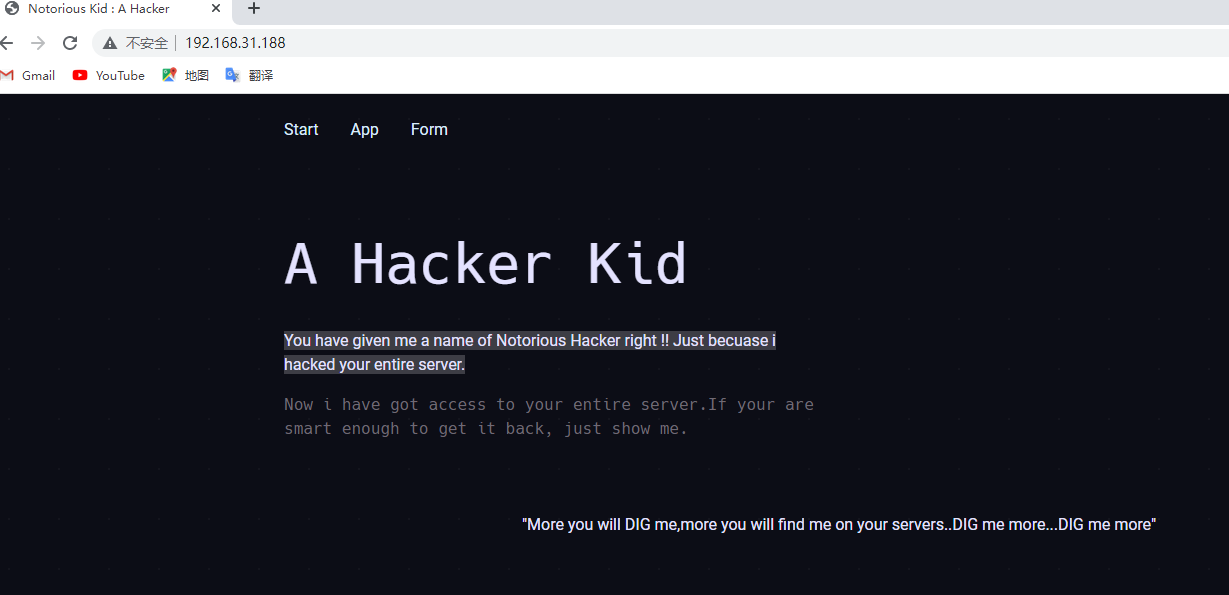 Notorious Kid : A Hacker
不安全 192.168.31.188
Gmail YouTube 地图 翻译
Start App Form
A Hacker Kid
You have given me a name of Notorious Hacker right !! Just becuase i
hacked your entire server.
Now i have got access to your entire server.If your are
smart enough to get it back, just show me.
"More you will DIG me,more you will find me on your servers..DIG me more...DIG me more"